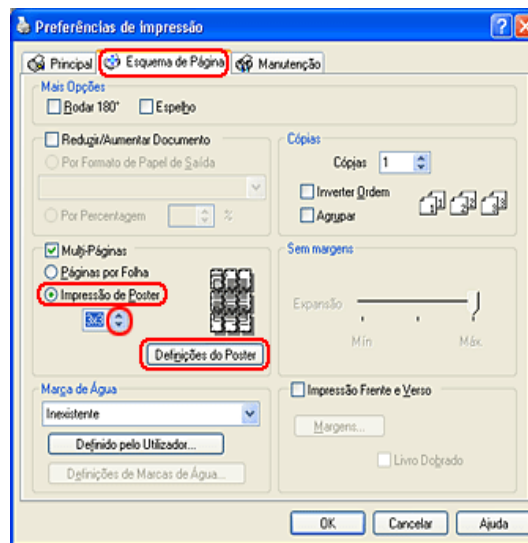 Preferências de impressão
Principal
Esquema de Página
Manutenção
Mais Opções
Rodar 180°
Espelho
Reduzir/Aumentar Documento
Por Formato de Papel de Saída
Por Percentagem
%
Cópias
Cópias
1
Inverter Ordem
Agrupar
Multi-Páginas
Páginas por Folha
Impressão de Poster
3x3
Definições do Poster
Sem margens
Expansão
Mín
Máx.
Marca de Água
Inexistente
Definido pelo Utilizador...
Definições de Marcas de Água...
Impressão Frente e Verso
Margens...
Livro Dobrado
OK
Cancelar
Ajuda